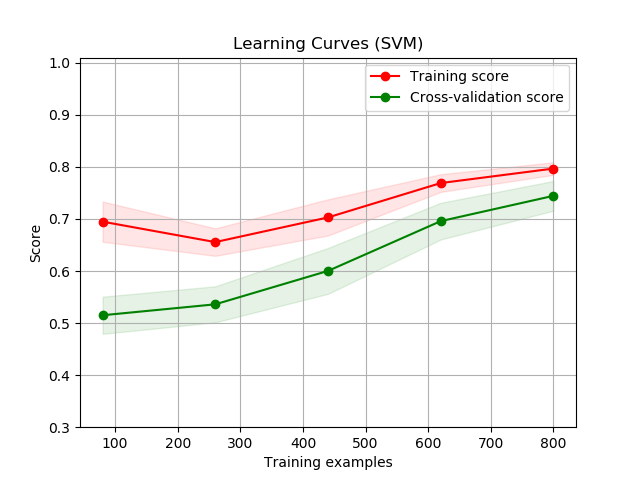 Learning Curves (SVM)
Training score
Cross-validation score
Score
1.0
0.9
0.8
0.7
0.6
0.5
0.4
0.3
100 200 300 400 500 600 700 800
Training examples